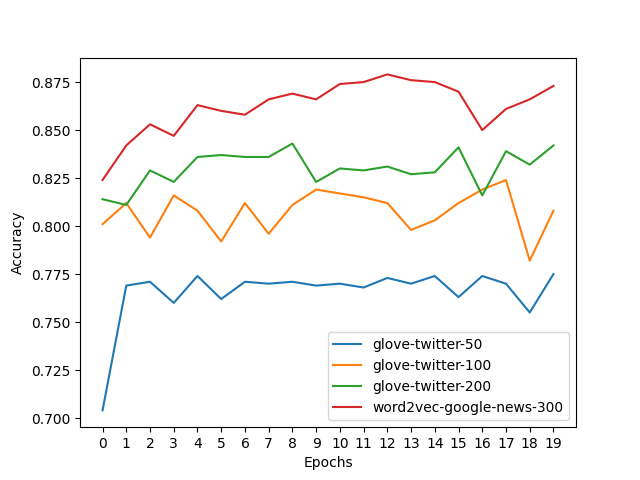 0.875
0.850
0.825
0.800
0.775
0.750
0.725
0.700
Accuracy
glove-twitter-50
glove-twitter-100
glove-twitter-200
word2vec-google-news-300
0 1 2 3 4 5 6 7 8 9 10 11 12 13 14 15 16 17 18 19
Epochs